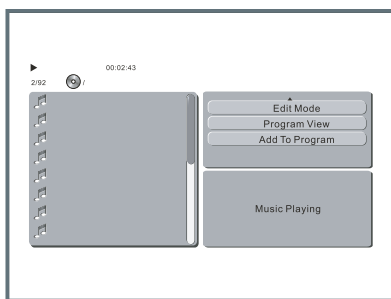 00:02:43
2/92 /
Edit Mode
Program View
Add To Program
Music Playing